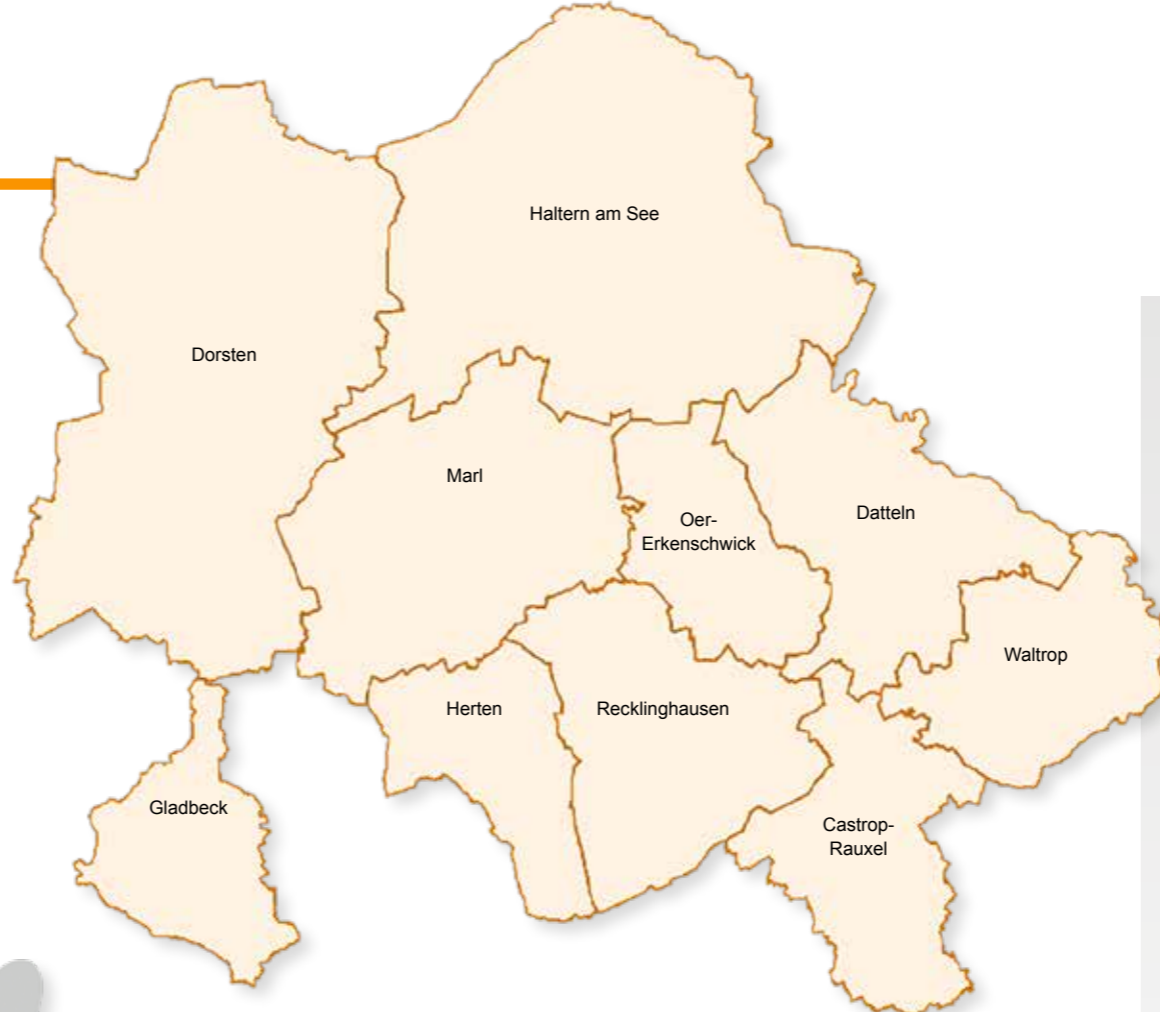 Haltern am See
Dorsten
Marl
Oer-
Erkenschwick
Datteln
Waltrop
Herten
Recklinghausen
Gladbeck
Castrop-
Rauxel